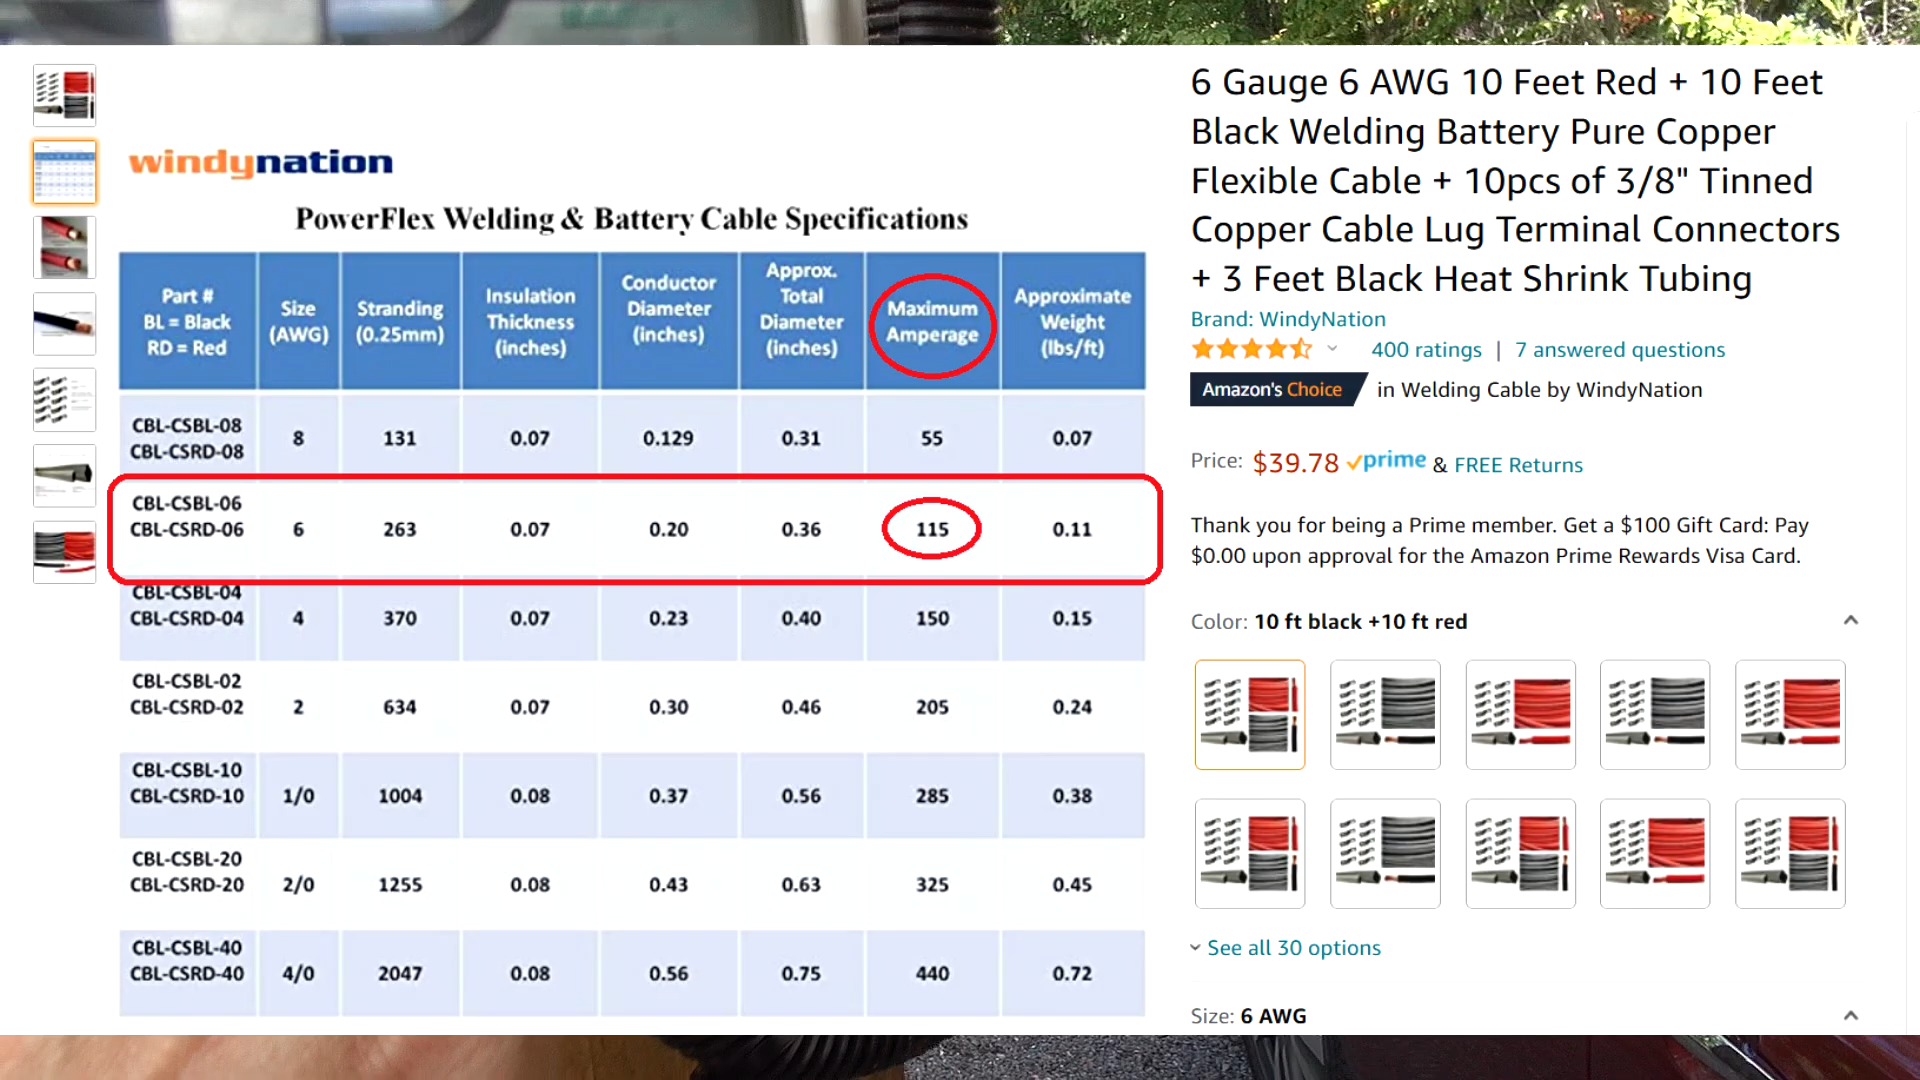 windynation
PowerFlex Welding & Battery Cable Specifications
Part #
BL = Black
RD = Red
Size
(AWG)
Stranding
(0.25mm)
Insulation
Thickness
(inches)
Conductor
Diameter
(inches)
Approx.
Total
Diameter
(inches)
Maximum
Amperage
Approximate
Weight
(lbs/ft)
CBL-CSBL-08
CBL-CSRD-08
8 131 0.07 0.129 0.31 55 0.07
CBL-CSBL-06
CBL-CSRD-06
6 263 0.07 0.20 0.36 115 0.11
CBL-CSBL-04
CBL-CSRD-04
4 370 0.07 0.23 0.40 150 0.15
CBL-CSBL-02
CBL-CSRD-02
2 634 0.07 0.30 0.46 205 0.24
CBL-CSBL-10
CBL-CSRD-10
1/0 1004 0.08 0.37 0.56 285 0.38
CBL-CSBL-20
CBL-CSRD-20
2/0 1255 0.08 0.43 0.63 325 0.45
CBL-CSBL-40
CBL-CSRD-40
4/0 2047 0.08 0.56 0.75 440 0.72
6 Gauge 6 AWG 10 Feet Red + 10 Feet
Black Welding Battery Pure Copper
Flexible Cable + 10pcs of 3/8" Tinned
Copper Cable Lug Terminal Connectors
+ 3 Feet Black Heat Shrink Tubing
Brand: WindyNation
400 ratings | 7 answered questions
Amazon's Choice in Welding Cable by WindyNation
Price: $39.78 prime & FREE Returns
Thank you for being a Prime member. Get a $100 Gift Card: Pay
$0.00 upon approval for the Amazon Prime Rewards Visa Card.
Color: 10 ft black +10 ft red
See all 30 options
Size: 6 AWG